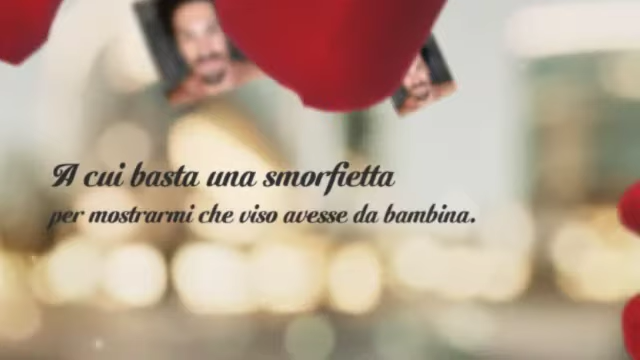 A cui basta una smorfietta
per mostrarmi che viso avesse da bambina.